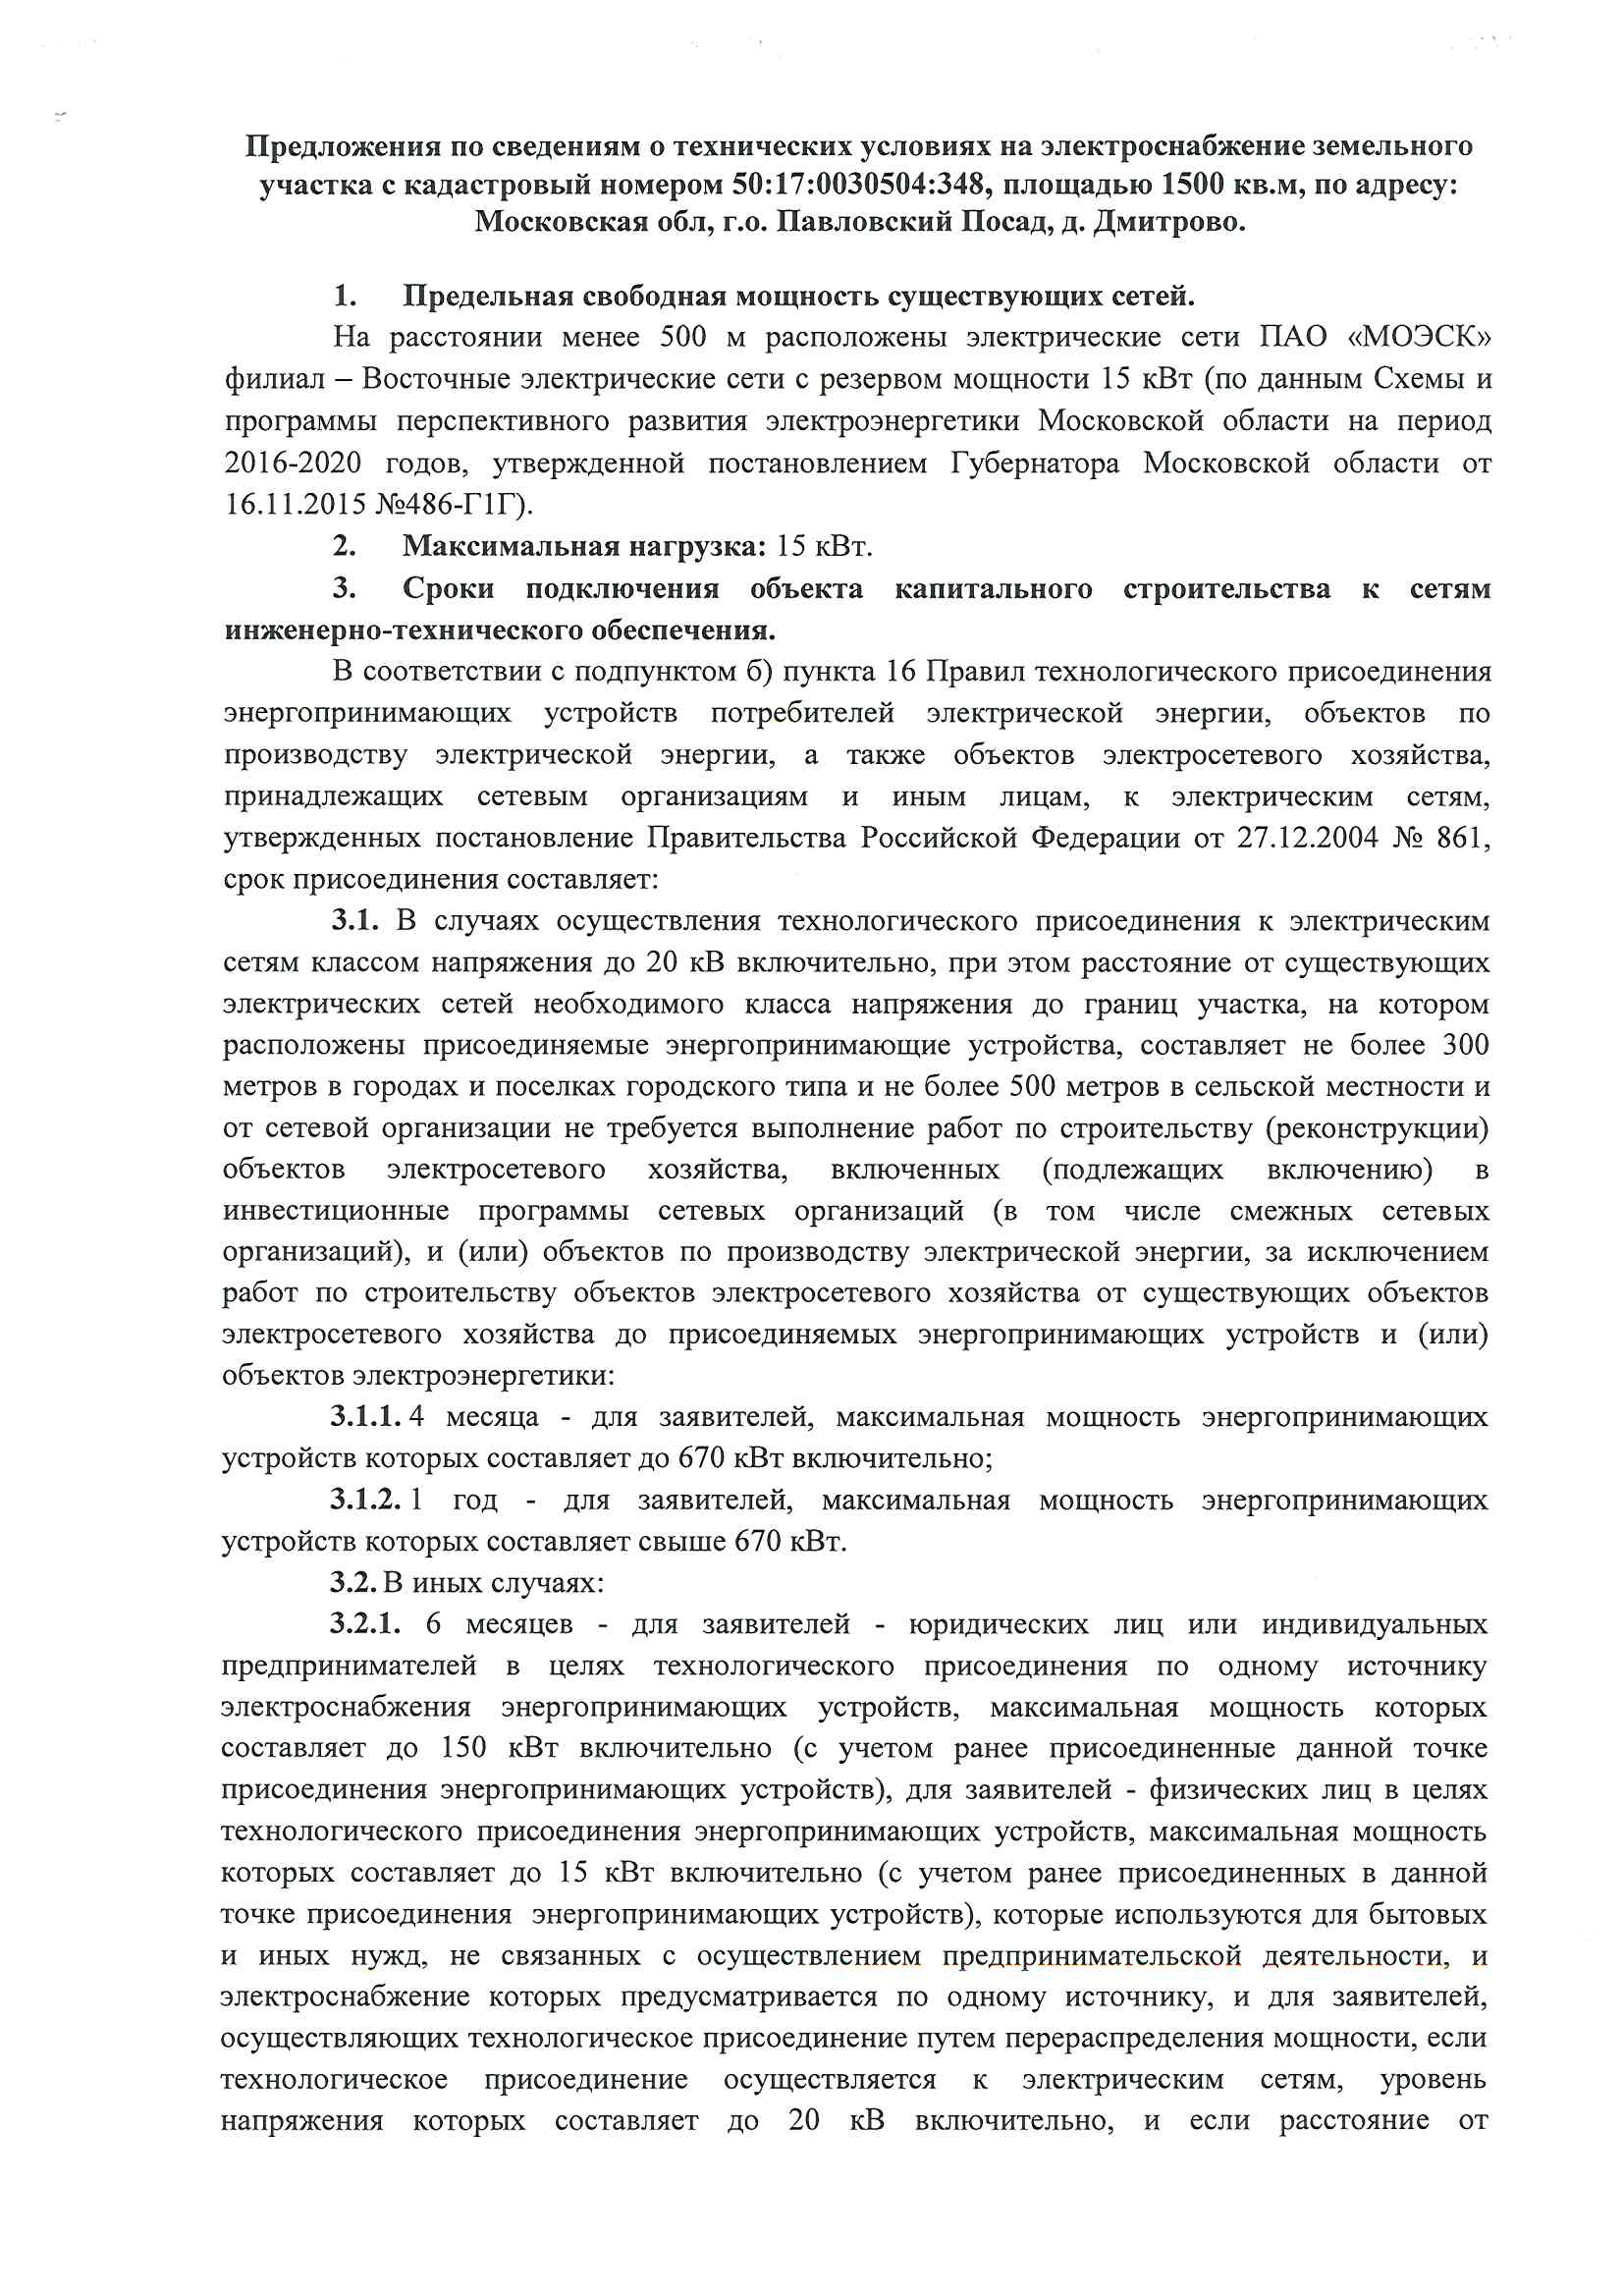 Предложения по сведениям о технических условиях на электроснабжение земельного
участка с кадастровый номером 50:17:0030504:348, площадью 1500 кв.м, по адресу:
Московская обл, г.о. Павловский Посад, д. Дмитрово.
1. Предельная свободная мощность существующих сетей.
На расстоянии менее 500 м расположены электрические сети ПАО «МОЭСК»
филиал – Восточные электрические сети с резервом мощности 15 кВт (по данным Схемы и
программы перспективного развития электроэнергетики Московской области на период
2016-2020 годов, утвержденной постановлением Губернатора Московской области от
16.11.2015 №486-Г1Г).
2. Максимальная нагрузка: 15 кВт.
3. Сроки подключения объекта капитального строительства к сетям
инженерно-технического обеспечения.
В соответствии с подпунктом б) пункта 16 Правил технологического присоединения
энергопринимающих устройств потребителей электрической энергии, объектов по
производству электрической энергии, а также объектов электросетевого хозяйства,
принадлежащих сетевым организациям и иным лицам, к электрическим сетям,
утвержденных постановление Правительства Российской Федерации от 27.12.2004 № 861,
срок присоединения составляет:
3.1. В случаях осуществления технологического присоединения к электрическим
сетям классом напряжения до 20 кВ включительно, при этом расстояние от существующих
электрических сетей необходимого класса напряжения до границ участка, на котором
расположены присоединяемые энергопринимающие устройства, составляет не более 300
метров в городах и поселках городского типа и не более 500 метров в сельской местности и
от сетевой организации не требуется выполнение работ по строительству (реконструкции)
объектов электросетевого хозяйства, включенных (подлежащих включению) в
инвестиционные программы сетевых организаций (в том числе смежных сетевых
организаций), и (или) объектов по производству электрической энергии, за исключением
работ по строительству объектов электросетевого хозяйства от существующих объектов
электросетевого хозяйства до присоединяемых энергопринимающих устройств и (или)
объектов электроэнергетики:
3.1.1. 4 месяца - для заявителей, максимальная мощность энергопринимающих
устройств которых составляет до 670 кВт включительно;
3.1.2. 1 год - для заявителей, максимальная мощность энергопринимающих
устройств которых составляет свыше 670 кВт.
3.2. В иных случаях:
3.2.1. 6 месяцев - для заявителей - юридических лиц или индивидуальных
предпринимателей в целях технологического присоединения по одному источнику
электроснабжения энергопринимающих устройств, максимальная мощность которых
составляет до 150 кВт включительно (с учетом ранее присоединенные данной точке
присоединения энергопринимающих устройств), для заявителей - физических лиц в целях
технологического присоединения энергопринимающих устройств, максимальная мощность
которых составляет до 15 кВт включительно (с учетом ранее присоединенных в данной
точке присоединения энергопринимающих устройств), которые используются для бытовых
и иных нужд, не связанных с осуществлением предпринимательской деятельности, и
электроснабжение которых предусматривается по одному источнику, и для заявителей,
осуществляющих технологическое присоединение путем перераспределения мощности, если
технологическое присоединение осуществляется к электрическим сетям, уровень
напряжения которых составляет до 20 кВ включительно, и если расстояние от